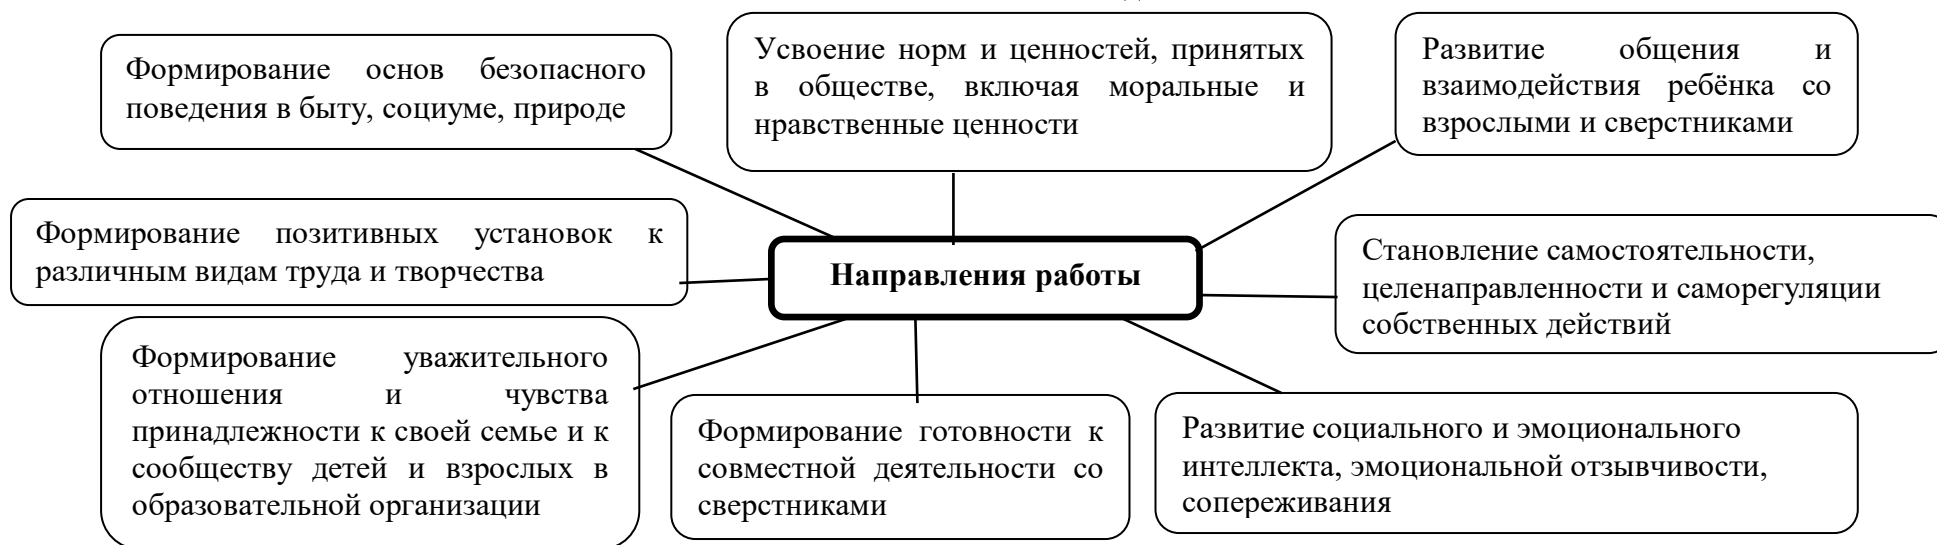 Формирование основ безопасного
поведения в быту, социуме, природе
Усвоение норм и ценностей, принятых
в обществе, включая моральные и
нравственные ценности
Развитие общения и
взаимодействия ребёнка со
взрослыми и сверстниками
Формирование позитивных установок к
различным видам труда и творчества
Направления работы
Становление самостоятельности,
целенаправленности и саморегуляции
собственных действий
Формирование уважительного
отношения и чувства
принадлежности к своей семье и к
сообществу детей и взрослых в
образовательной организации
Формирование готовности к
совместной деятельности со
сверстниками
Развитие социального и эмоционального
интеллекта, эмоциональной отзывчивости,
сопереживания